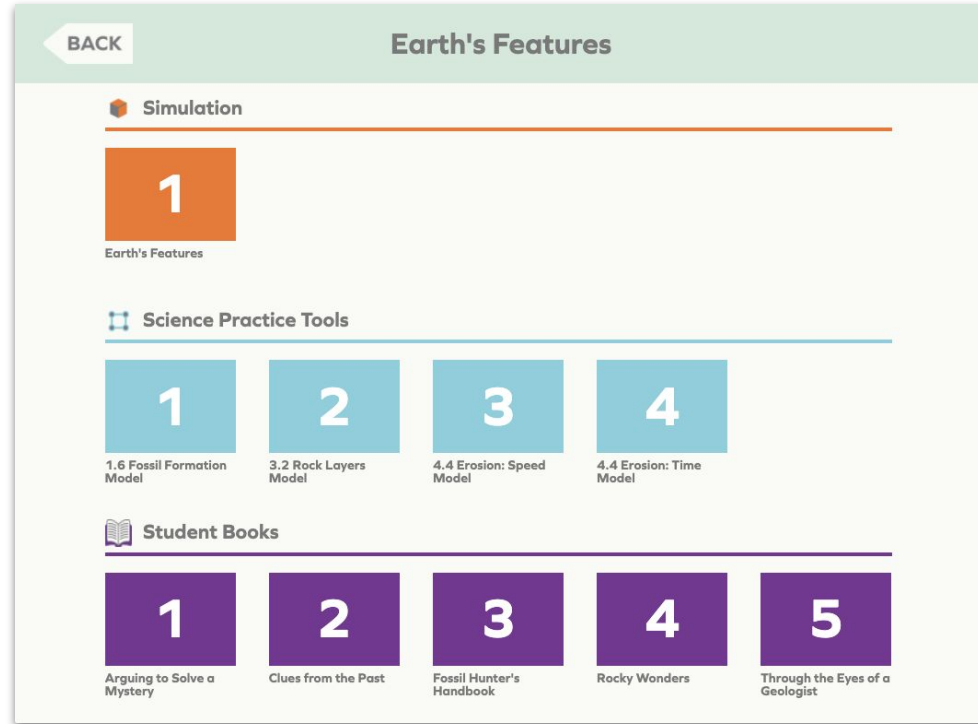 BACK
Earth's Features
Simulation
1
Earth's Features
Science Practice Tools
1
2
3
4
1.6 Fossil Formation
Model
3.2 Rock Layers
Model
4.4 Erosion: Speed
Model
4.4 Erosion: Time
Model
Student Books
1
2
3
4
5
Arguing to Solve a
Mystery
Clues from the Past
Fossil Hunter's
Handbook
Rocky Wonders
Through the Eyes of a
Geologist